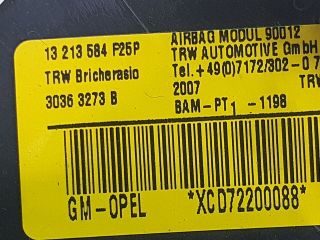 13 213 584 F25P
TRW Bricherasio
3036 3273 B
AIRBAG MODUL 90012
TRW AUTOMOTIVE GmbH
Tel.+49(0)7172/302-0
2007
BAM-PT1-1198
GM-OPEL
*XCD72200088*